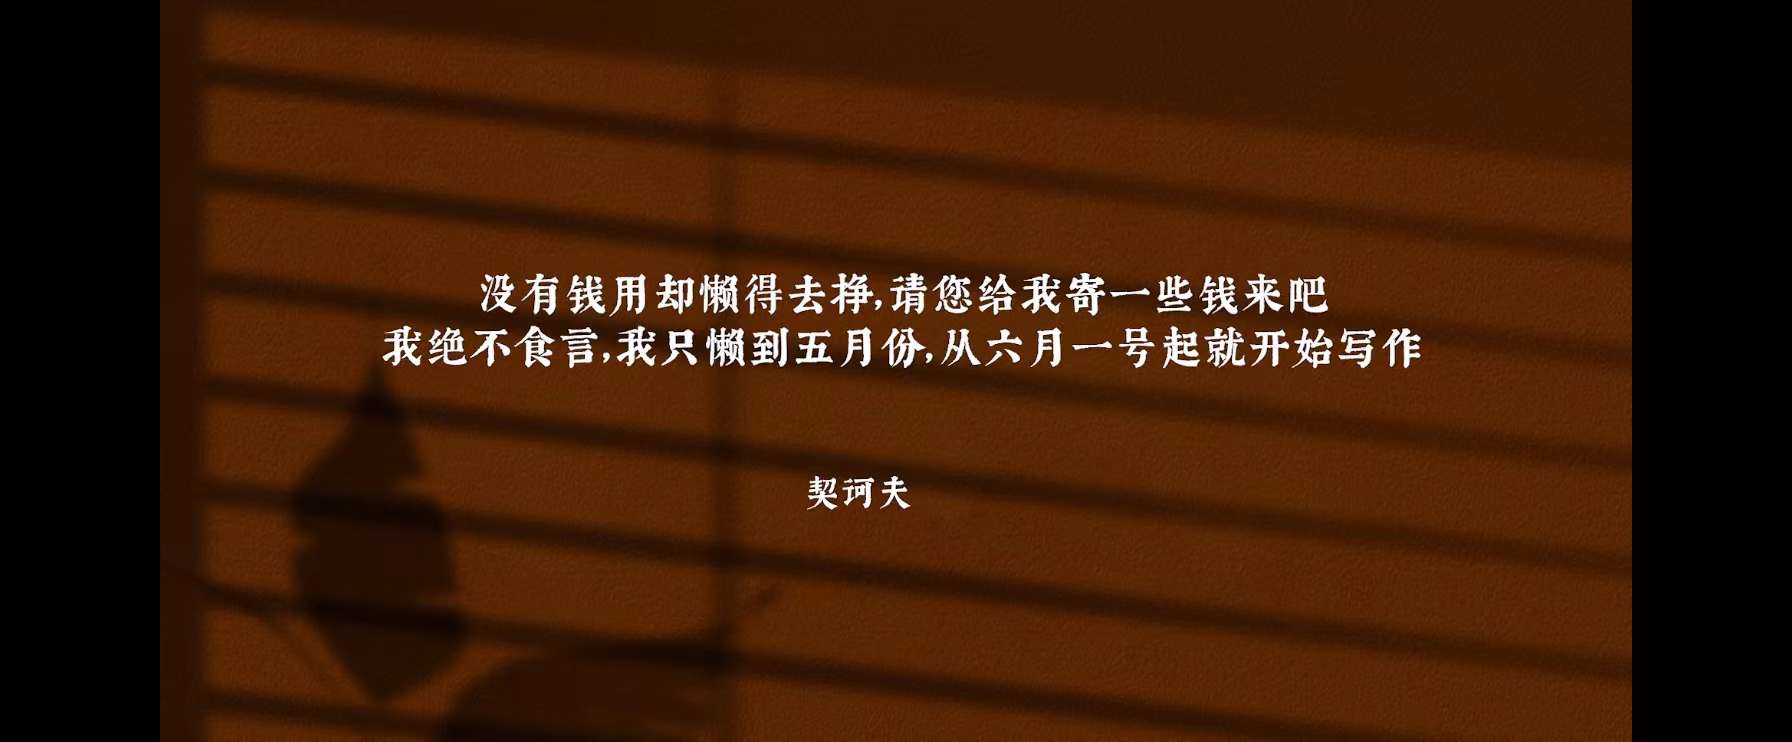 没有钱用却懒得去挣,请您给我寄一些钱来吧
我绝不食言,我只懒到五月份,从六月一号起就开始写作
契诃夫